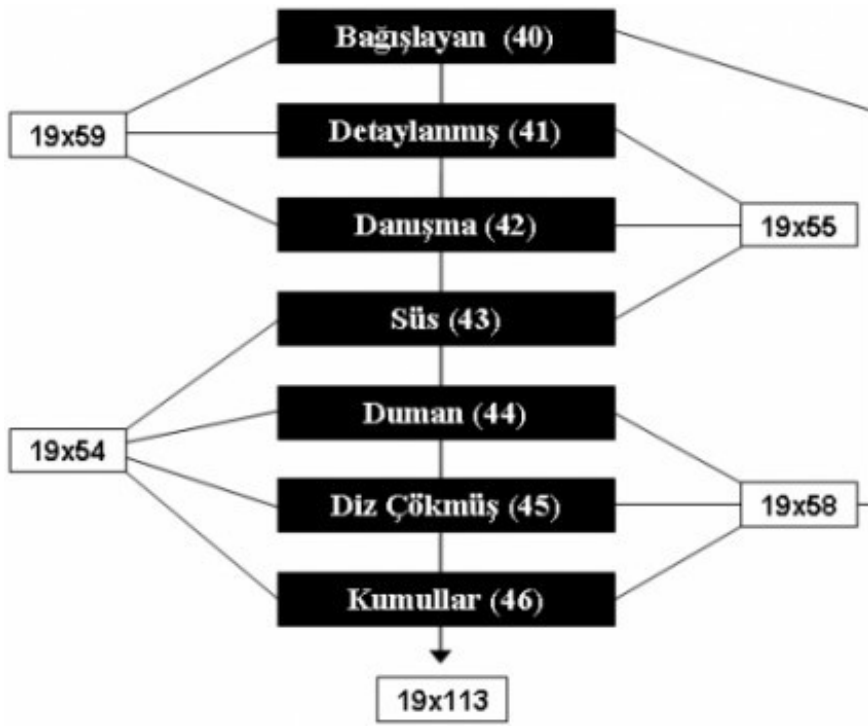 Bağışlayan (40)
19x59
Detaylanmış (41)
Danışma (42)
19x55
Süs (43)
Duman (44)
19x54
Diz Çökmüş (45)
19x58
Kumullar (46)
19x113